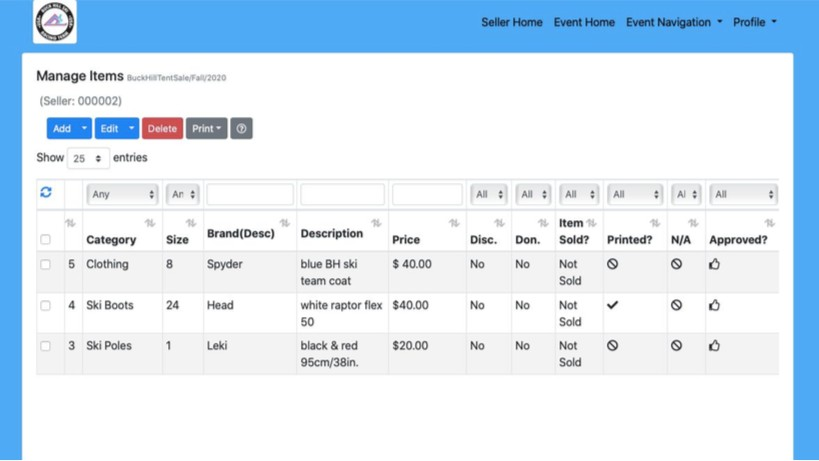 Seller Home Event Home Event Navigation Profile
Manage Items BuckHillTentSale/Fall/2020
(Seller: 000002)
Add Edit Delete Print
Show 25 entries
Any An All All All All Al All
Category Size Brand(Desc) Description Price Disc. Don. Item Sold? Printed? N/A Approved?
5 Clothing 8 Spyder blue BH ski team coat $ 40.00 No No Not Sold
4 Ski Boots 24 Head white raptor flex 50 $40.00 No No Not Sold
3 Ski Poles 1 Leki black & red 95cm/38in. $20.00 No No Not Sold